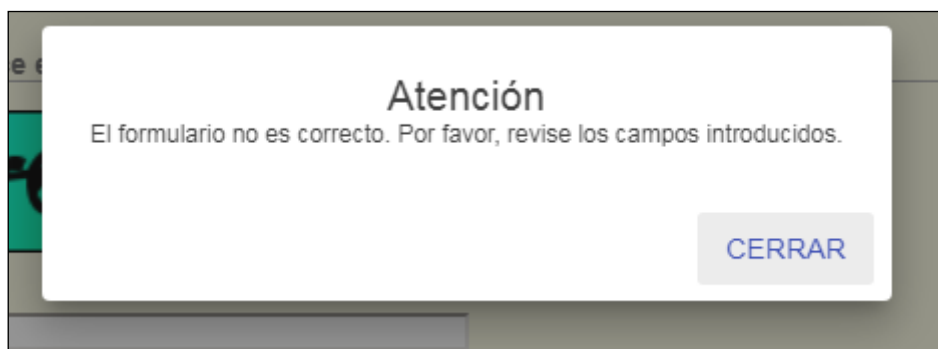 Atención
El formulario no es correcto. Por favor, revise los campos introducidos.
CERRAR